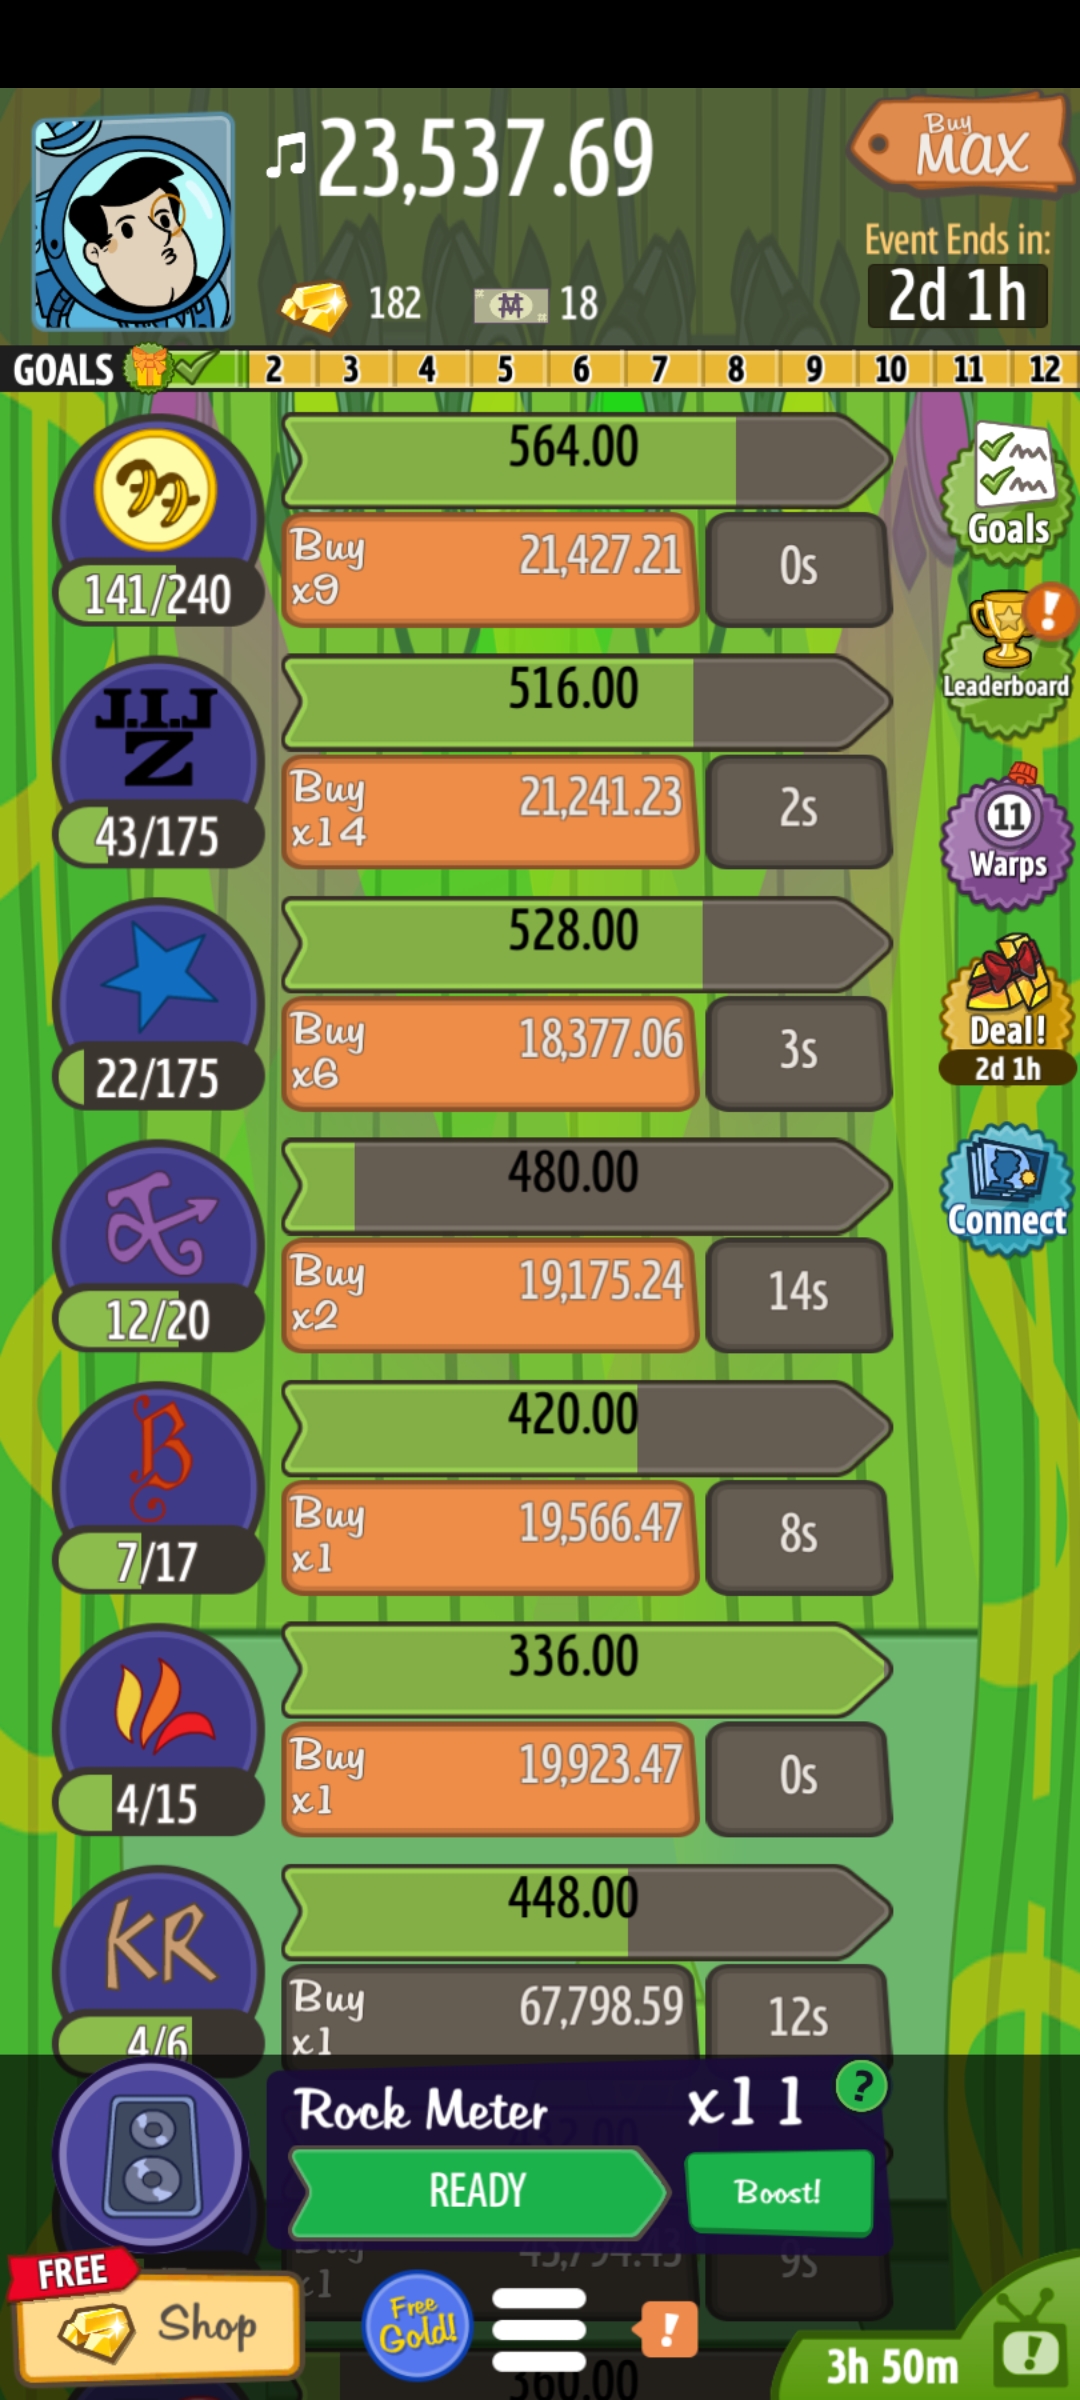 23,537.69
Buy
MAX
Event Ends in:
2d 1h
182
18
GOALS 2 3 4 5 6 7 8 9 10 11 12
564.00
Buy
x9
21,427.21
0s
141/240
Goals
J.I.J
Z
516.00
Buy
x14
21,241.23
2s
43/175
Leaderboard
528.00
Buy
x6
18,377.06
3s
22/175
11
Warps
Deal!
2d 1h
480.00
Buy
x2
19,175.24
14s
12/20
Connect
B
420.00
Buy
x1
19,566.47
8s
7/17
336.00
Buy
x1
19,923.47
0s
4/15
KR
448.00
Buy
x1
67,798.59
12s
4/6
Rock Meter
x11
?
READY
Boost!
Buy
x1
43,794.43
9s
FREE
Shop
Free
Gold!
!
3h 50m
!
360.00